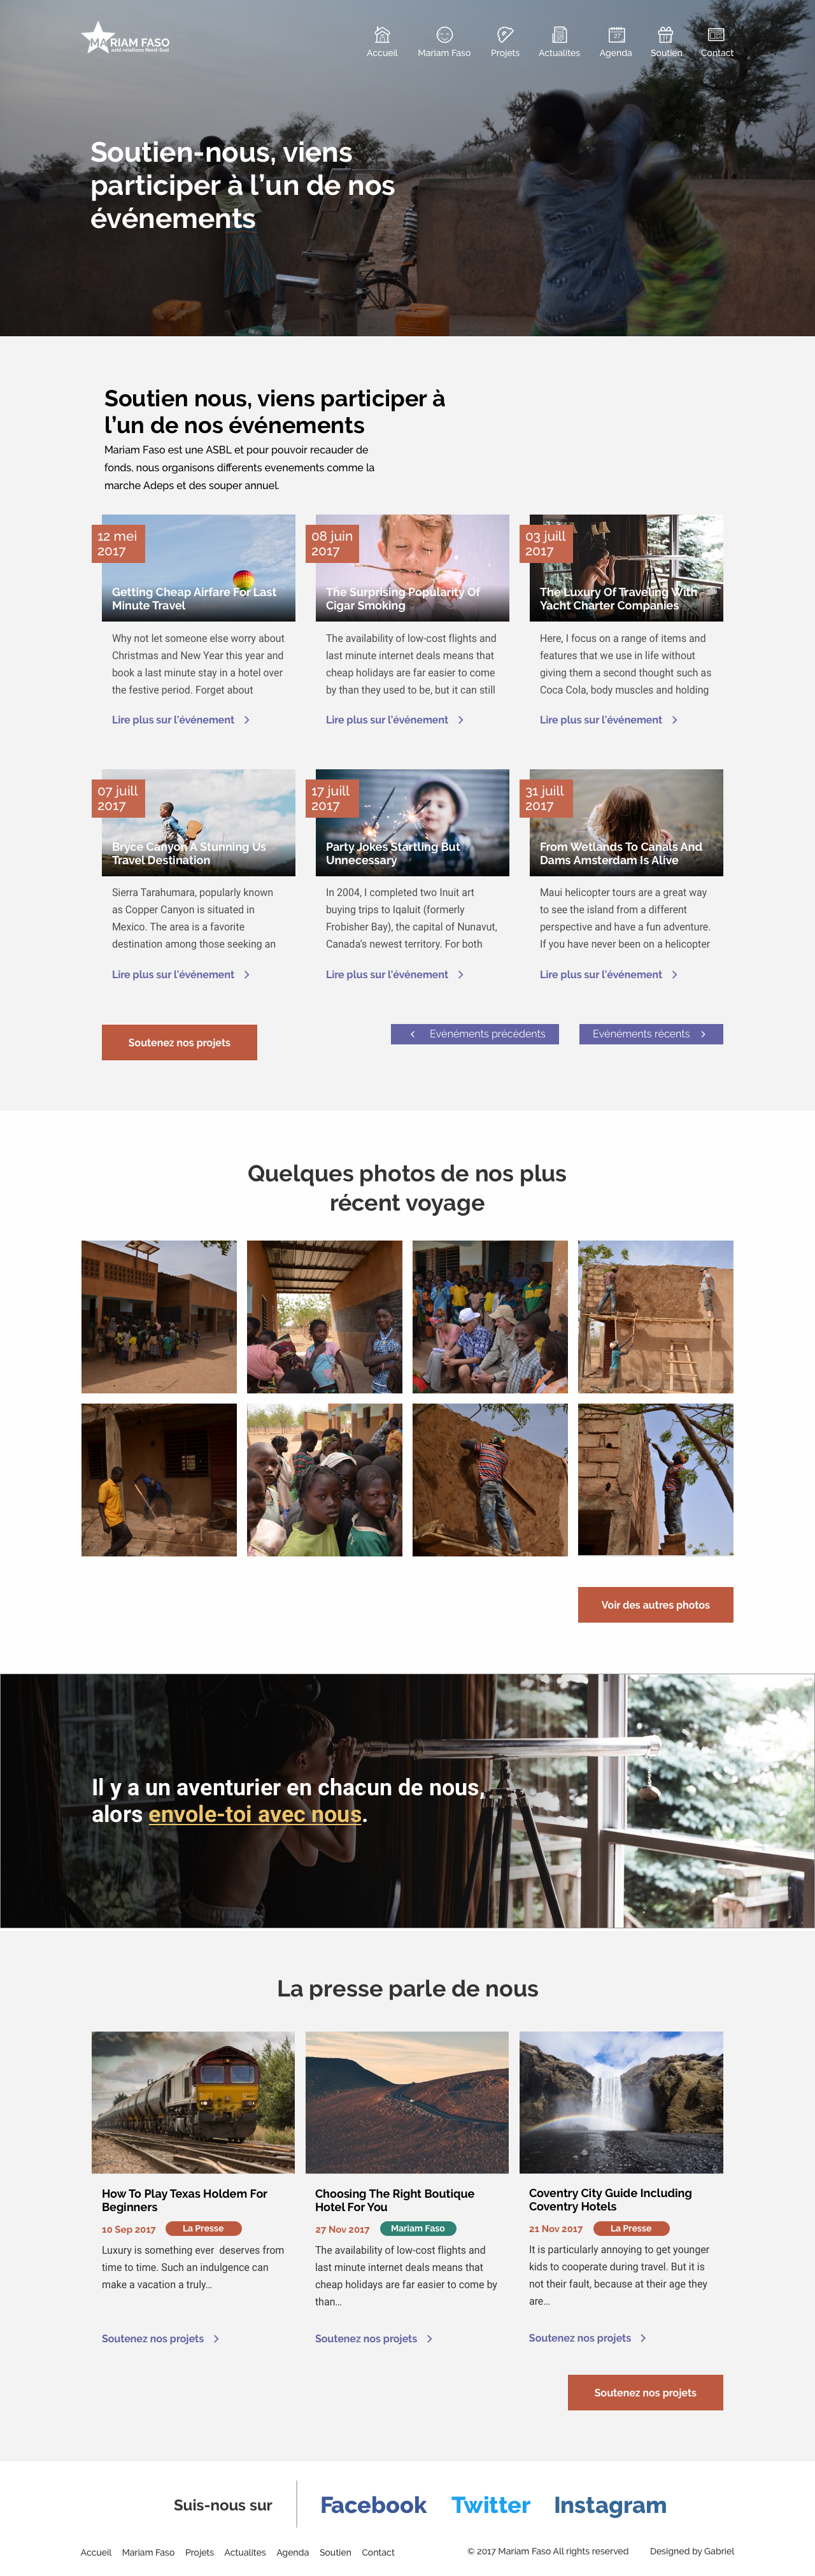 MARIAM FASO
asbl relations Nord-Sud
Accueil
Mariam Faso
Projets
Actualites
Agenda
Soutien
Contact
Soutien-nous, viens
participer à l'un de nos
événements
Soutien nous, viens participer à
l'un de nos événements
Mariam Faso est une ASBL et pour pouvoir recauder de
fonds, nous organisons differents evenements comme la
marche Adeps et des souper annuel.
12 mei
2017
Getting Cheap Airfare For Last
Minute Travel
Why not let someone else worry about
Christmas and New Year this year and
book a last minute stay in a hotel over
the festive period. Forget about
Lire plus sur l'événement
08 juin
2017
The Surprising Popularity Of
Cigar Smoking
The availability of low-cost flights and
last minute internet deals means that
cheap holidays are far easier to come
by than they used to be, but it can still
Lire plus sur l'événement
03 juill
2017
The Luxury Of Traveling With
Yacht Charter Companies
Here, I focus on a range of items and
features that we use in life without
giving them a second thought such as
Coca Cola, body muscles and holding
Lire plus sur l'événement
07 juill
2017
Bryce Canyon A Stunning Us
Travel Destination
Sierra Tarahumara, popularly known
as Copper Canyon is situated in
Mexico. The area is a favorite
destination among those seeking an
Lire plus sur l'événement
17 juill
2017
Party Jokes Startling But
Unnecessary
In 2004, I completed two Inuit art
buying trips to Iqaluit (formerly
Frobisher Bay), the capital of Nunavut,
Canada's newest territory. For both
Lire plus sur l'événement
31 juill
2017
From Wetlands To Canals And
Dams Amsterdam Is Alive
Maui helicopter tours are a great way
to see the island from a different
perspective and have a fun adventure.
If you have never been on a helicopter
Lire plus sur l'événement
Soutenez nos projets
Evénéments précédents
Evénéments récents
Quelques photos de nos plus
récent voyage
Voir des autres photos
Il y a un aventurier en chacun de nous,
alors envole-toi avec nous.
La presse parle de nous
How To Play Texas Holdem For
Beginners
10 Sep 2017
La Presse
Luxury is something ever  deserves from
time to time. Such an indulgence can
make a vacation a truly...
Soutenez nos projets
Choosing The Right Boutique
Hotel For You
27 Nov 2017
Mariam Faso
The availability of low-cost flights and
last minute internet deals means that
cheap holidays are far easier to come by
than...
Soutenez nos projets
Coventry City Guide Including
Coventry Hotels
21 Nov 2017
La Presse
It is particularly annoying to get younger
kids to cooperate during travel. But it is
not their fault, because at their age they
are...
Soutenez nos projets
Soutenez nos projets
Suis-nous sur
Facebook
Twitter
Instagram
Accueil
Mariam Faso
Projets
Actualites
Agenda
Soutien
Contact
© 2017 Mariam Faso All rights reserved
Designed by Gabriel